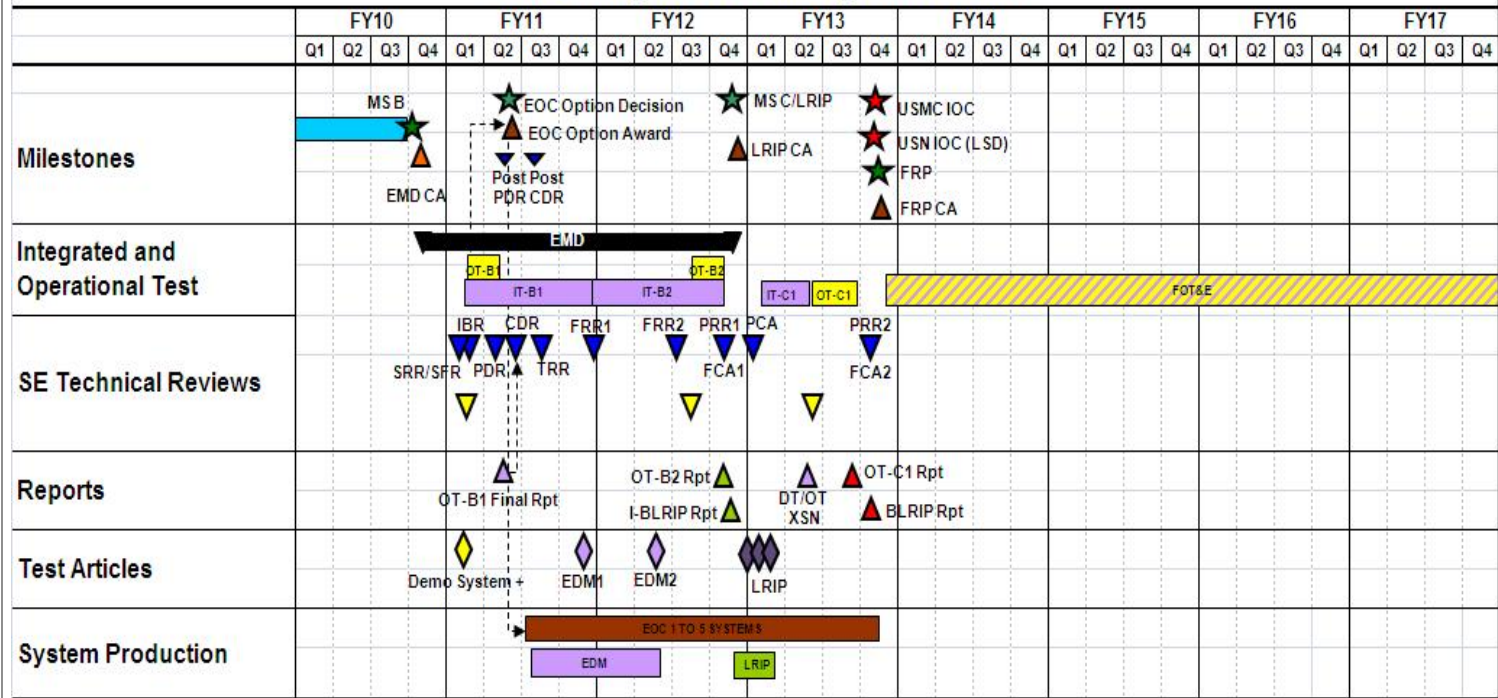 FY10 FY11 FY12 FY13 FY14 FY15 FY16 FY17
Q1 Q2 Q3 Q4 Q1 Q2 Q3 Q4 Q1 Q2 Q3 Q4 Q1 Q2 Q3 Q4 Q1 Q2 Q3 Q4 Q1 Q2 Q3 Q4 Q1 Q2 Q3 Q4 Q1 Q2 Q3 Q4
Milestones
MS B
EOC Option Decision
MS C/LRIP
USMC IOC
EOC Option Award
USN IOC (LSD)
LRIP CA
FRP
Post Post
PDR CDR
EMD CA
FRP CA
Integrated and
Operational Test
EMD
OT-B1
OT-B2
IT-B1
IT-B2
IT-C1
OT-C1
FOT&E
SE Technical Reviews
IBR CDR FRR1 FRR2 PRR1 PCA PRR2
SRR/SFR PDR TRR FCA1 FCA2
Reports
OT-B1 Final Rpt
OT-B2 Rpt
I-BLRIP Rpt
DT/OT
XSN
OT-C1 Rpt
BLRIP Rpt
Test Articles
Demo System +
EDM1
EDM2
LRIP
System Production
EOC 1 TO 5 SYSTEMS
EDM
LRIP